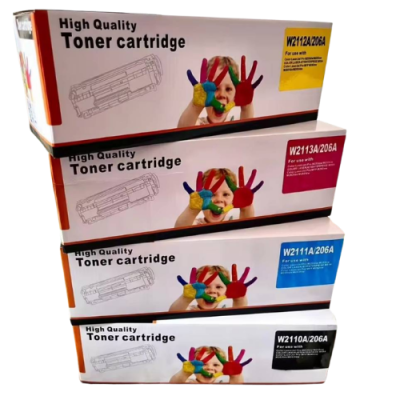 High Quality
Toner cartridge
W2112A/206A
For use with
High Quality
Toner cartridge
W2113A/206A
For use with
High Quality
Toner cartridge
W2111A/206A
For use with
High Quality
Toner cartridge
W2110A/206A
For use with